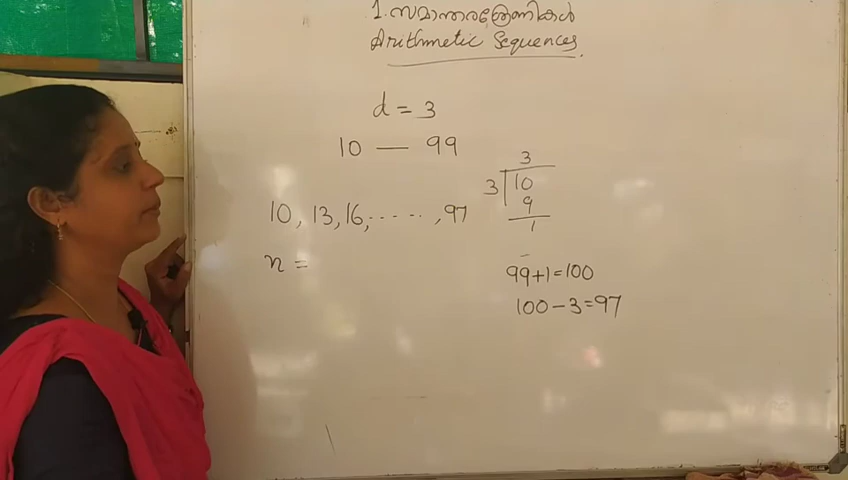 1. സമാന്തരശ്രേണികൾ
Arithmetic Sequences.
d = 3
10 — 99
10, 13, 16, ......, 97
n =
3
3 10
9
1
99+1=100
100-3=97